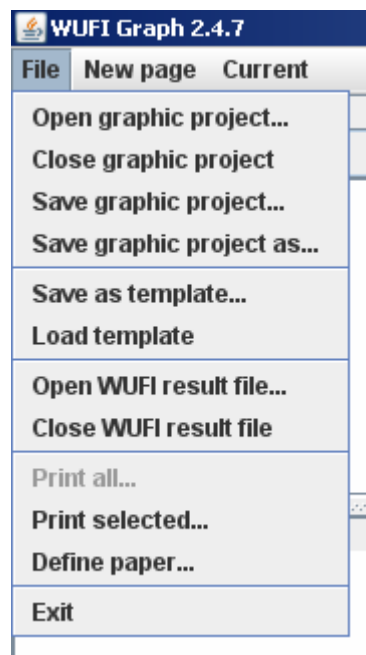 WUFI Graph 2.4.7
File New page Current
Open graphic project...
Close graphic project
Save graphic project...
Save graphic project as...
Save as template...
Load template
Open WUFI result file...
Close WUFI result file
Print all...
Print selected...
Define paper...
Exit